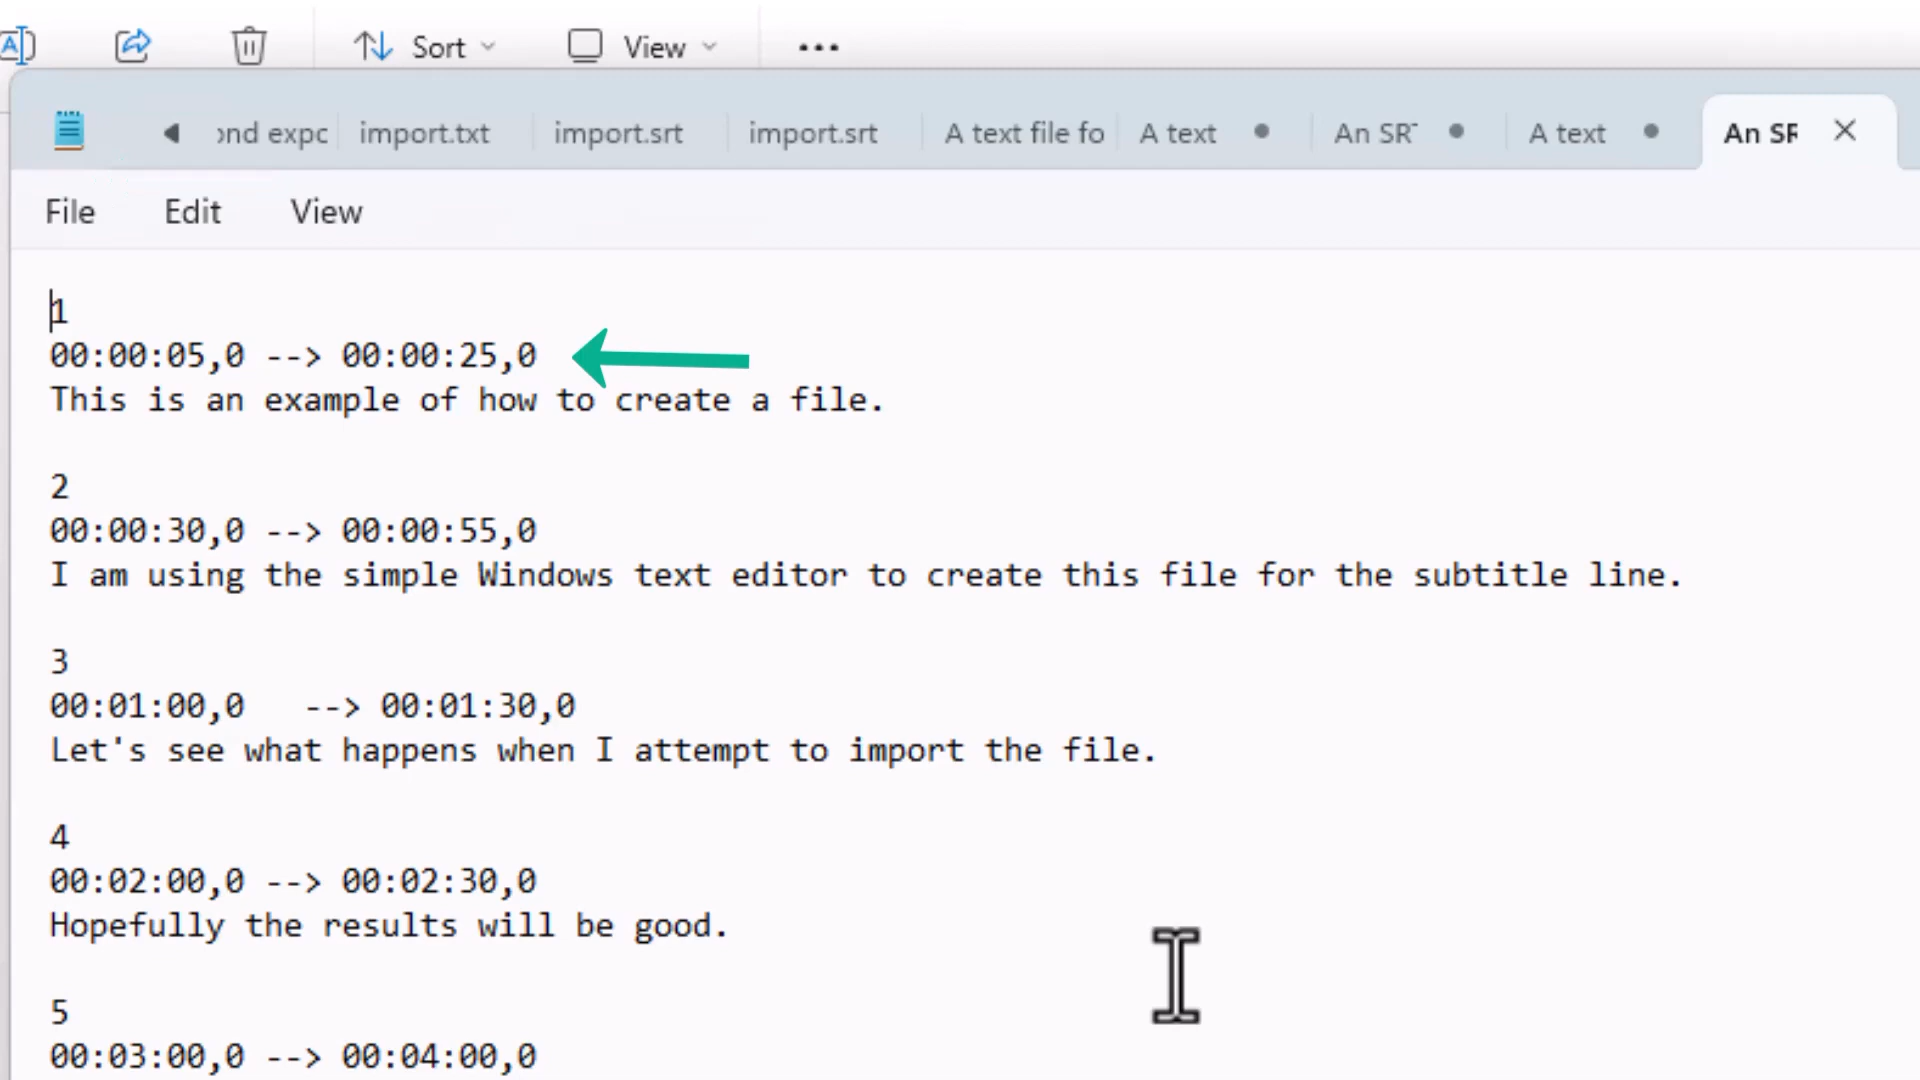 Sort
View
import.txt
import.srt
import.srt
A text file fo
A text
An SR
A text
An SR
File Edit View
1
00:00:05,0 --> 00:00:25,0
This is an example of how to create a file.
2
00:00:30,0 --> 00:00:55,0
I am using the simple Windows text editor to create this file for the subtitle line.
3
00:01:00,0   --> 00:01:30,0
Let's see what happens when I attempt to import the file.
4
00:02:00,0 --> 00:02:30,0
Hopefully the results will be good.
5
00:03:00,0 --> 00:04:00,0